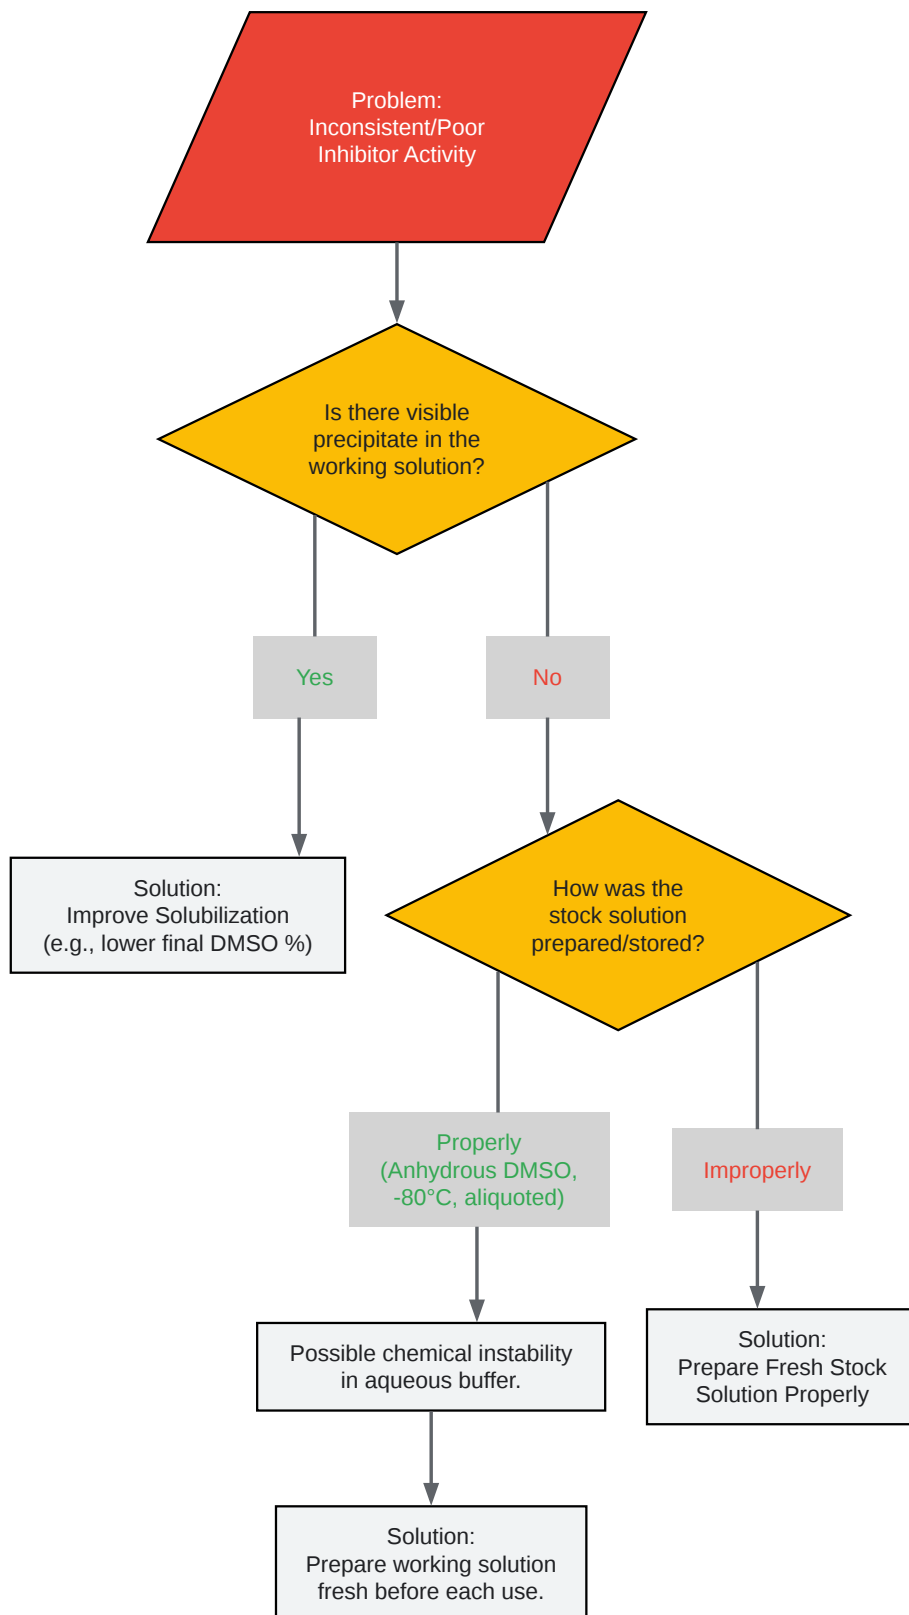 Problem:
Inconsistent/Poor
Inhibitor Activity
Is there visible
precipitate in the
working solution?
Yes
No
Solution:
Improve Solubilization
(e.g., lower final DMSO %)
How was the
stock solution
prepared/stored?
Properly
(Anhydrous DMSO,
-80°C, aliquoted)
Improperly
Possible chemical instability
in aqueous buffer.
Solution:
Prepare Fresh Stock
Solution Properly
Solution:
Prepare working solution
fresh before each use.